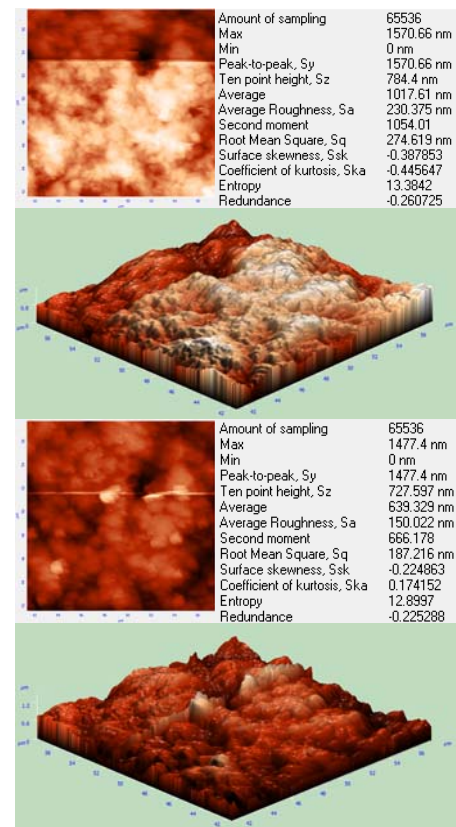 Amount of sampling 65536
Max 1570.66 nm
Min 0 nm
Peak-to-peak, Sy 1570.66 nm
Ten point height, Sz 784.4 nm
Average 1017.61 nm
Average Roughness, Sa 230.375 nm
Second moment 1054.01
Root Mean Square, Sq 274.619 nm
Surface skewness, Ssk -0.387853
Coefficient of kurtosis, Ska -0.445647
Entropy 13.3842
Redundance -0.260725
Amount of sampling 65536
Max 1477.4 nm
Min 0 nm
Peak-to-peak, Sy 1477.4 nm
Ten point height, Sz 727.597 nm
Average 639.329 nm
Average Roughness, Sa 150.022 nm
Second moment 666.178
Root Mean Square, Sq 187.216 nm
Surface skewness, Ssk -0.224863
Coefficient of kurtosis, Ska 0.174152
Entropy 12.8997
Redundance -0.225288